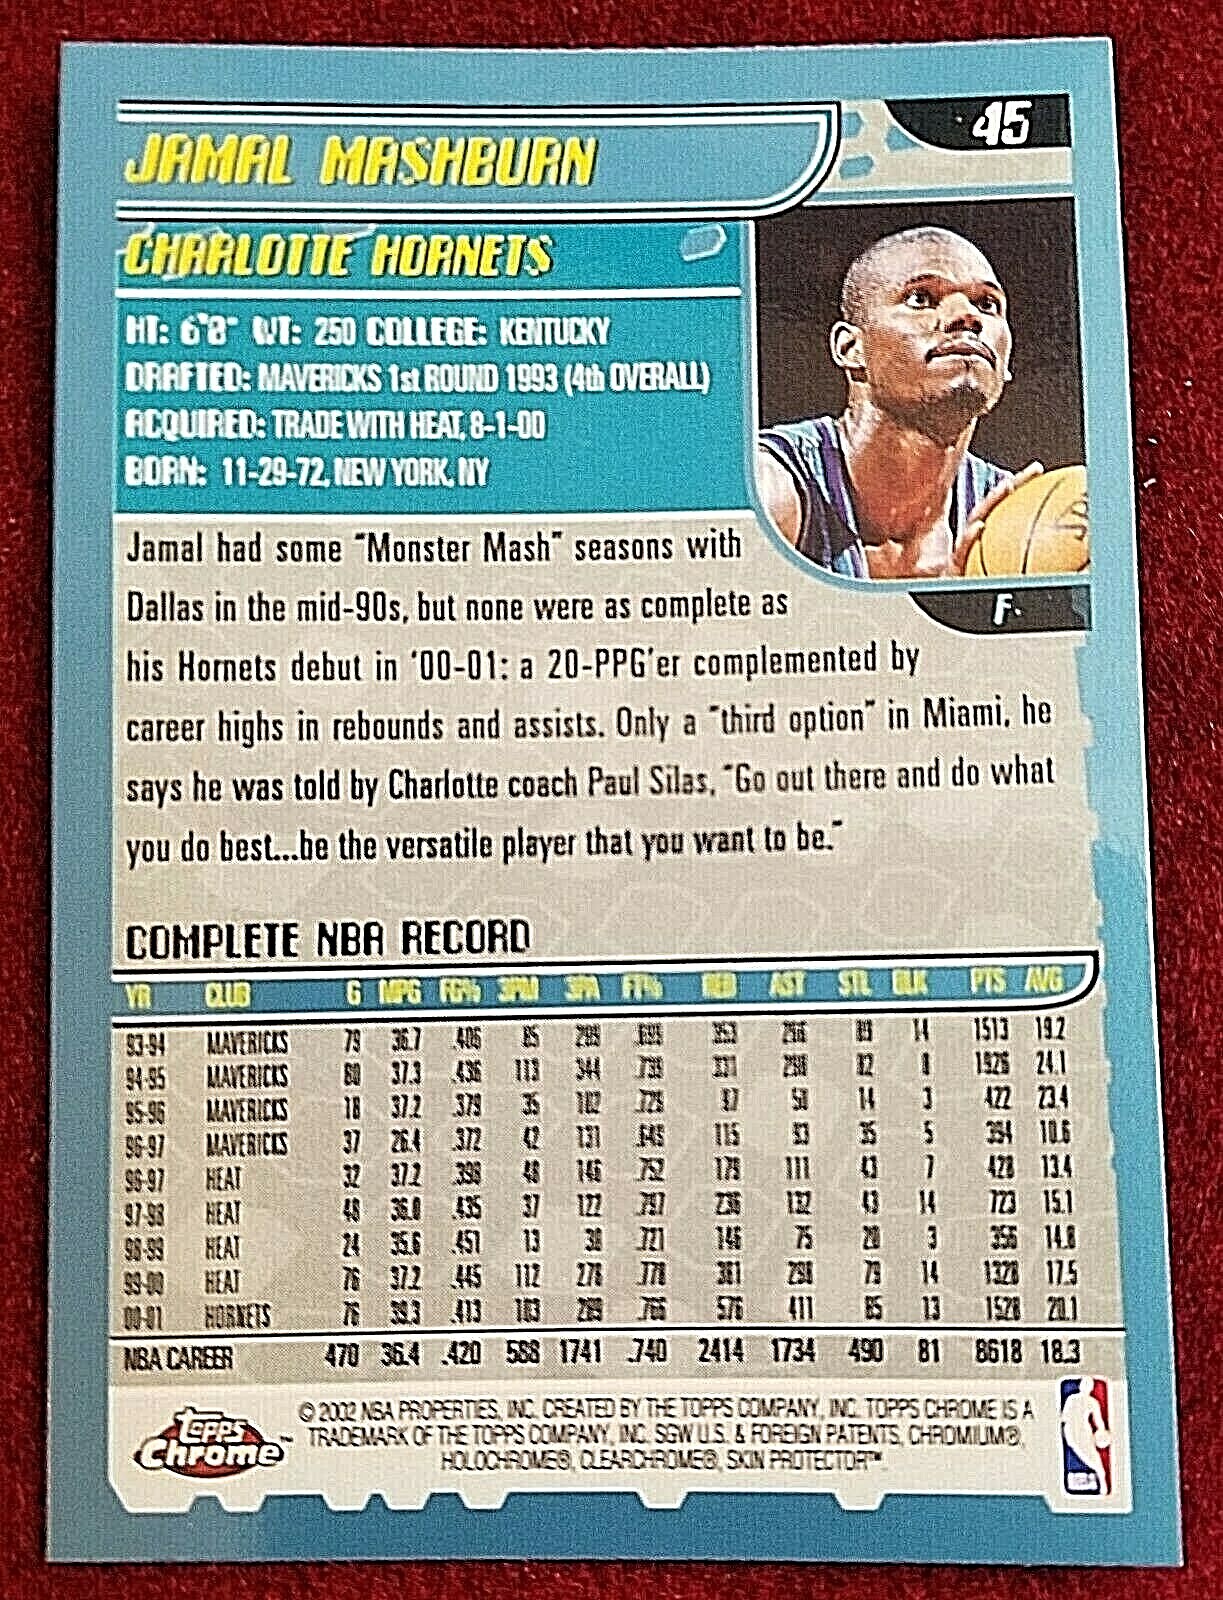 45
JAMAL MASHBURN
CHARLOTTE HORNETS
HT: 6'8" WT: 250 COLLEGE: KENTUCKY
DRAFTED: MAVERICKS 1st ROUND 1993 (4th OVERALL)
ACQUIRED: TRADE WITH HEAT, 8-1-00
BORN: 11-29-72, NEW YORK, NY
F
Jamal had some "Monster Mash" seasons with
Dallas in the mid-90s, but none were as complete as
his Hornets debut in '00-01: a 20-PPG'er complemented by
career highs in rebounds and assists. Only a "third option" in Miami, he
says he was told by Charlotte coach Paul Silas, "Go out there and do what
you do best...be the versatile player that you want to be."
COMPLETE NBA RECORD
YR CLUB G MPG FG% 3PM 3PA FT% REB AST STL BLK PTS AVG
93-94 MAVERICKS 79 36.7 .406 85 299 .699 353 266 89 14 1513 19.2
94-95 MAVERICKS 80 37.3 .436 113 344 .739 331 298 82 8 1926 24.1
95-96 MAVERICKS 18 37.2 .379 35 102 .729 97 50 14 3 422 23.4
96-97 MAVERICKS 37 26.4 .372 42 131 .645 115 93 35 5 394 10.6
96-97 HEAT 32 37.2 .398 48 146 .752 179 111 43 7 428 13.4
97-98 HEAT 48 36.0 .435 37 122 .797 236 132 43 14 723 15.1
98-99 HEAT 24 35.6 .451 13 30 .721 146 75 20 3 356 14.8
99-00 HEAT 76 37.2 .445 112 278 .778 381 298 79 14 1328 17.5
00-01 HORNETS 76 39.3 .413 103 289 .766 576 411 85 13 1528 20.1
NBA CAREER 470 36.4 .420 588 1741 .740 2414 1734 490 81 8618 18.3
Topps Chrome™
© 2002 NBA PROPERTIES, INC. CREATED BY THE TOPPS COMPANY, INC. TOPPS CHROME IS A
TRADEMARK OF THE TOPPS COMPANY, INC. SGW U.S. & FOREIGN PATENTS, CHROMIUM®,
HOLOCHROME®, CLEARCHROME®, SKIN PROTECTOR™.
NBA